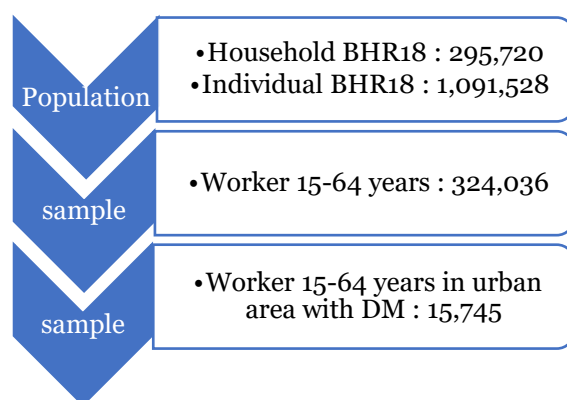 Population
•Household BHR18 : 295,720
•Individual BHR18 : 1,091,528
sample
•Worker 15-64 years : 324,036
sample
•Worker 15-64 years in urban
area with DM : 15,745